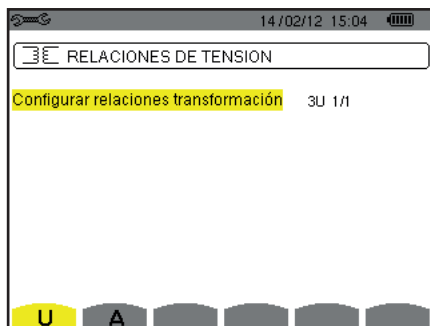 14/02/12 15:04
RELACIONES DE TENSION
Configurar relaciones transformación 3U 1/1
U A